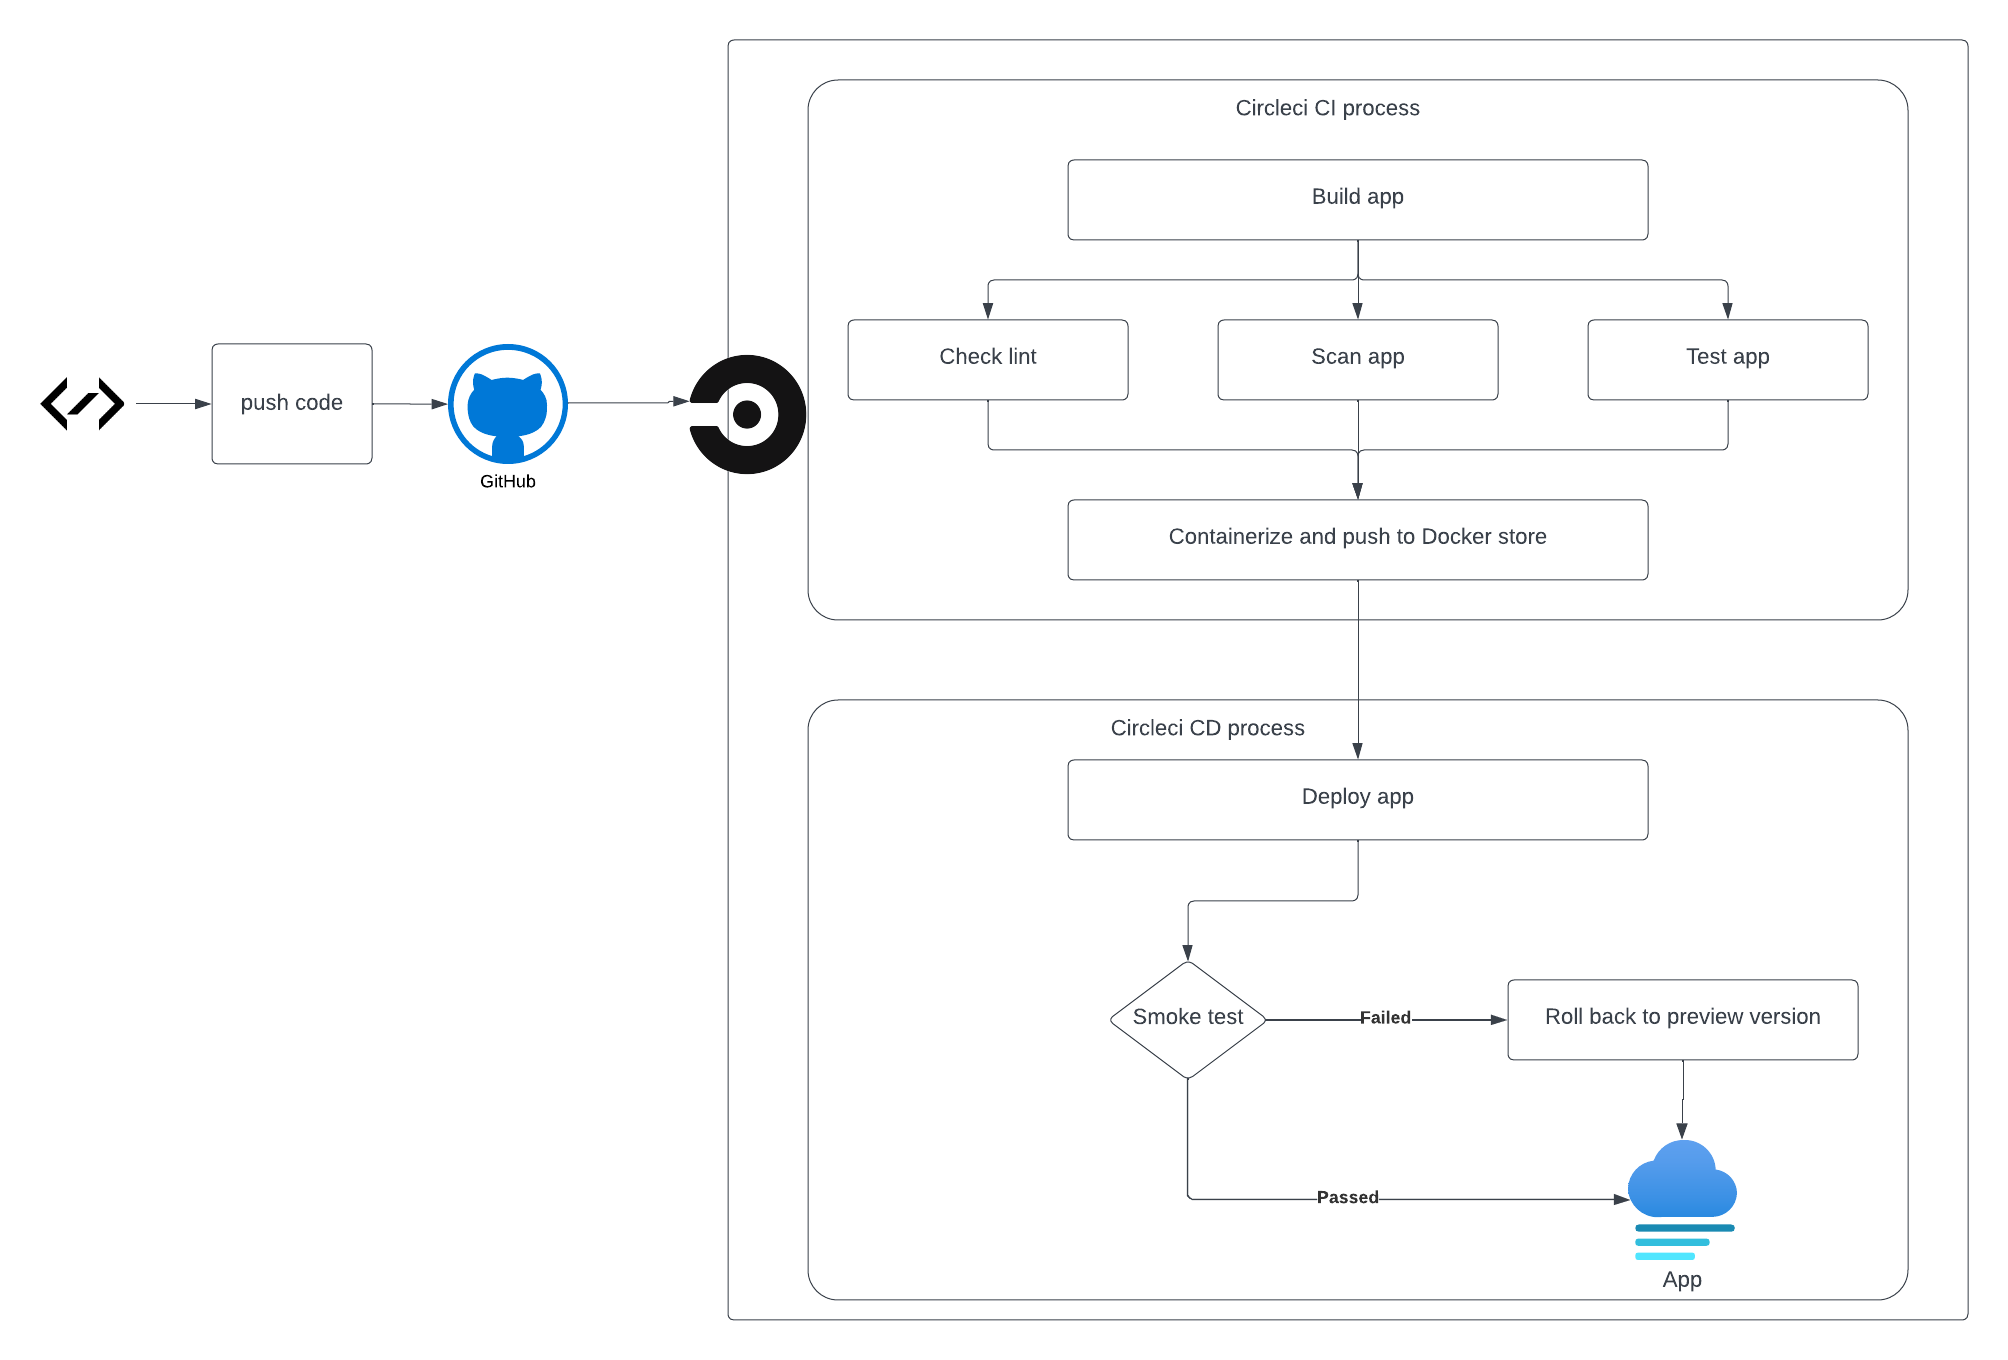 Circleci CI process
Build app
Check lint
Scan app
Test app
push code
GitHub
Containerize and push to Docker store
Circleci CD process
Deploy app
Smoke test
Failed
Roll back to preview version
Passed
App